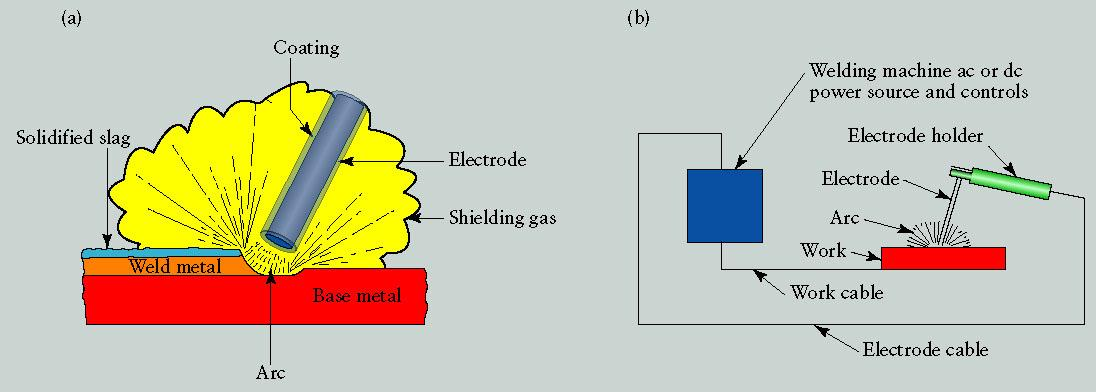 (a)
Coating
Solidified slag
Electrode
Shielding gas
Weld metal
Base metal
Arc
(b)
Welding machine ac or dc
power source and controls
Electrode holder
Electrode
Arc
Work
Work cable
Electrode cable